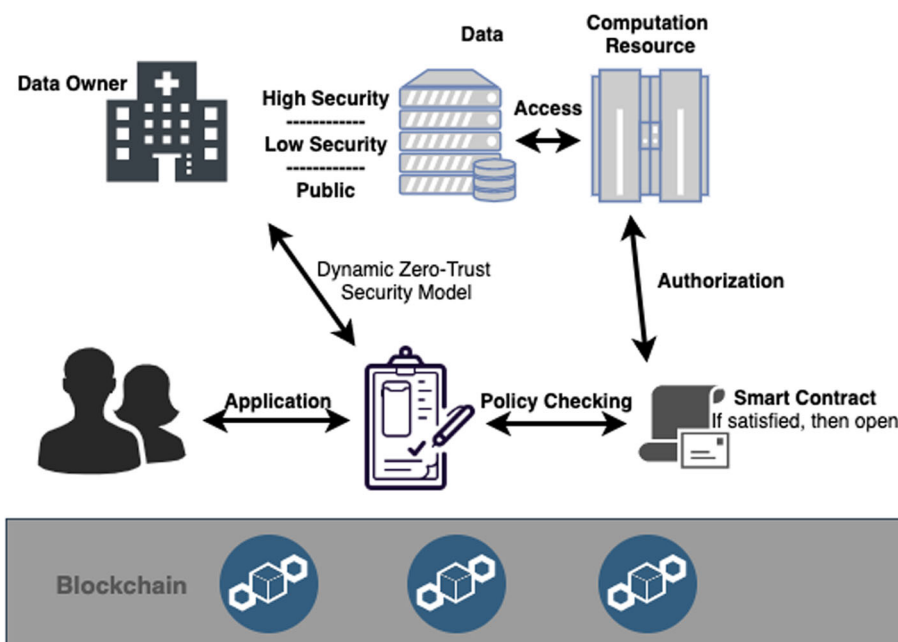 Data
Computation
Resource
Data Owner
High Security
------------
Low Security
------------
Public
Access
Dynamic Zero-Trust
Security Model
Authorization
Application
Policy Checking
Smart Contract
If satisfied, then open
Blockchain